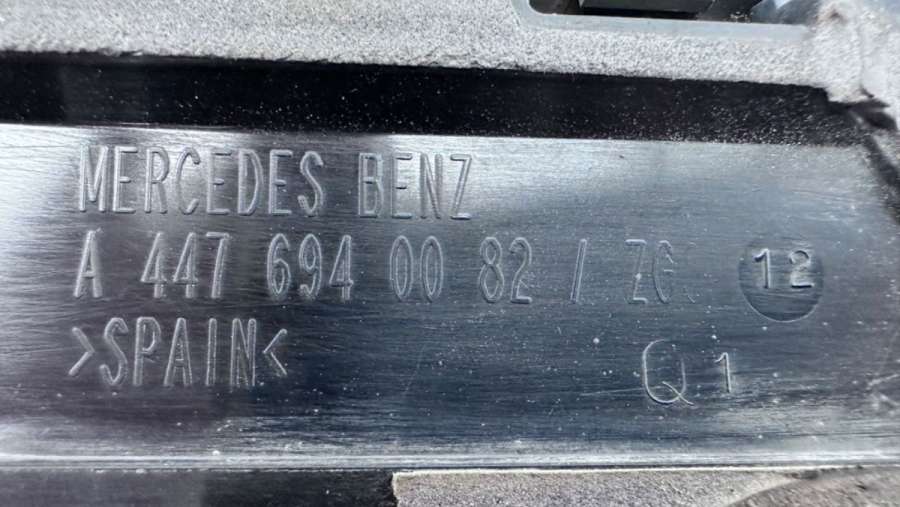 MERCEDES BENZ
A 447 694 00 82 / ZG 12
>SPAIN<
Q 1